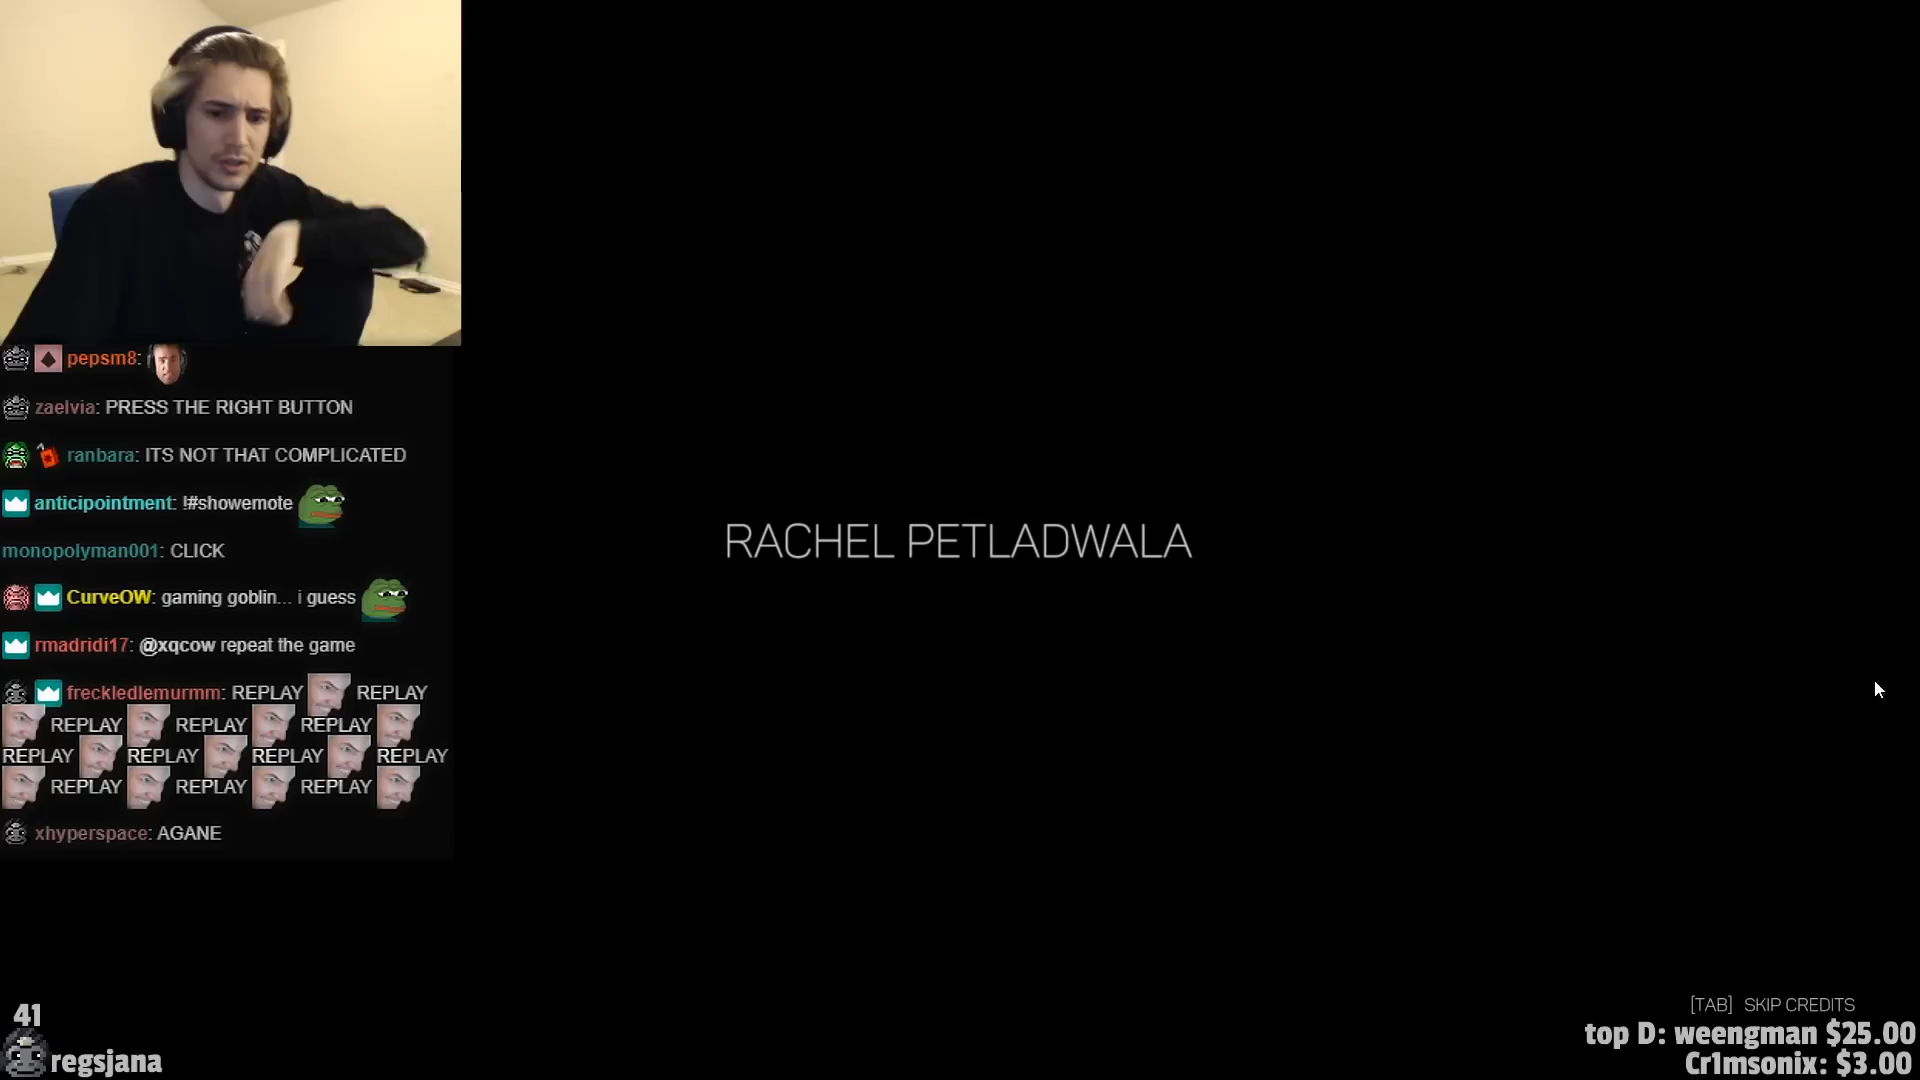 pepsm8:
zaelvia: PRESS THE RIGHT BUTTON
ranbara: ITS NOT THAT COMPLICATED
anticipointment: !#showemote
monopolyman001: CLICK
CurveOW: gaming goblin... i guess
rmadridi17: @xqcow repeat the game
freckledlemurmm: REPLAY REPLAY
REPLAY REPLAY REPLAY
REPLAY REPLAY REPLAY REPLAY
REPLAY REPLAY REPLAY
xhyperspace: AGANE
RACHEL PETLADWALA
41
regsjana
[TAB] SKIP CREDITS
top D: weengman $25.00
Cr1msonix: $3.00